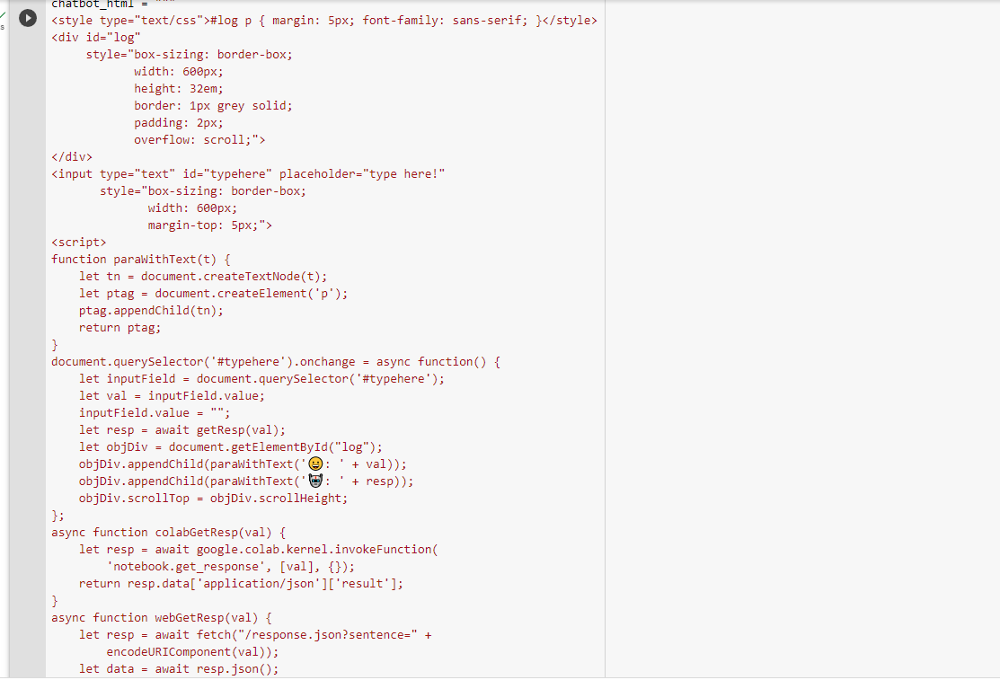 chatbot_html = """
<style type="text/css">#log p { margin: 5px; font-family: sans-serif; }</style>
<div id="log"
     style="box-sizing: border-box;
            width: 600px;
            height: 32em;
            border: 1px grey solid;
            padding: 2px;
            overflow: scroll;">
</div>
<input type="text" id="typehere" placeholder="type here!"
       style="box-sizing: border-box;
              width: 600px;
              margin-top: 5px;">
<script>
function paraWithText(t) {
    let tn = document.createTextNode(t);
    let ptag = document.createElement('p');
    ptag.appendChild(tn);
    return ptag;
}
document.querySelector('#typehere').onchange = async function() {
    let inputField = document.querySelector('#typehere');
    let val = inputField.value;
    inputField.value = "";
    let resp = await getResp(val);
    let objDiv = document.getElementById("log");
    objDiv.appendChild(paraWithText('😀: ' + val));
    objDiv.appendChild(paraWithText('🤖: ' + resp));
    objDiv.scrollTop = objDiv.scrollHeight;
};
async function colabGetResp(val) {
    let resp = await google.colab.kernel.invokeFunction(
        'notebook.get_response', [val], {});
    return resp.data['application/json']['result'];
}
async function webGetResp(val) {
    let resp = await fetch("/response.json?sentence=" +
        encodeURIComponent(val));
    let data = await resp.json();